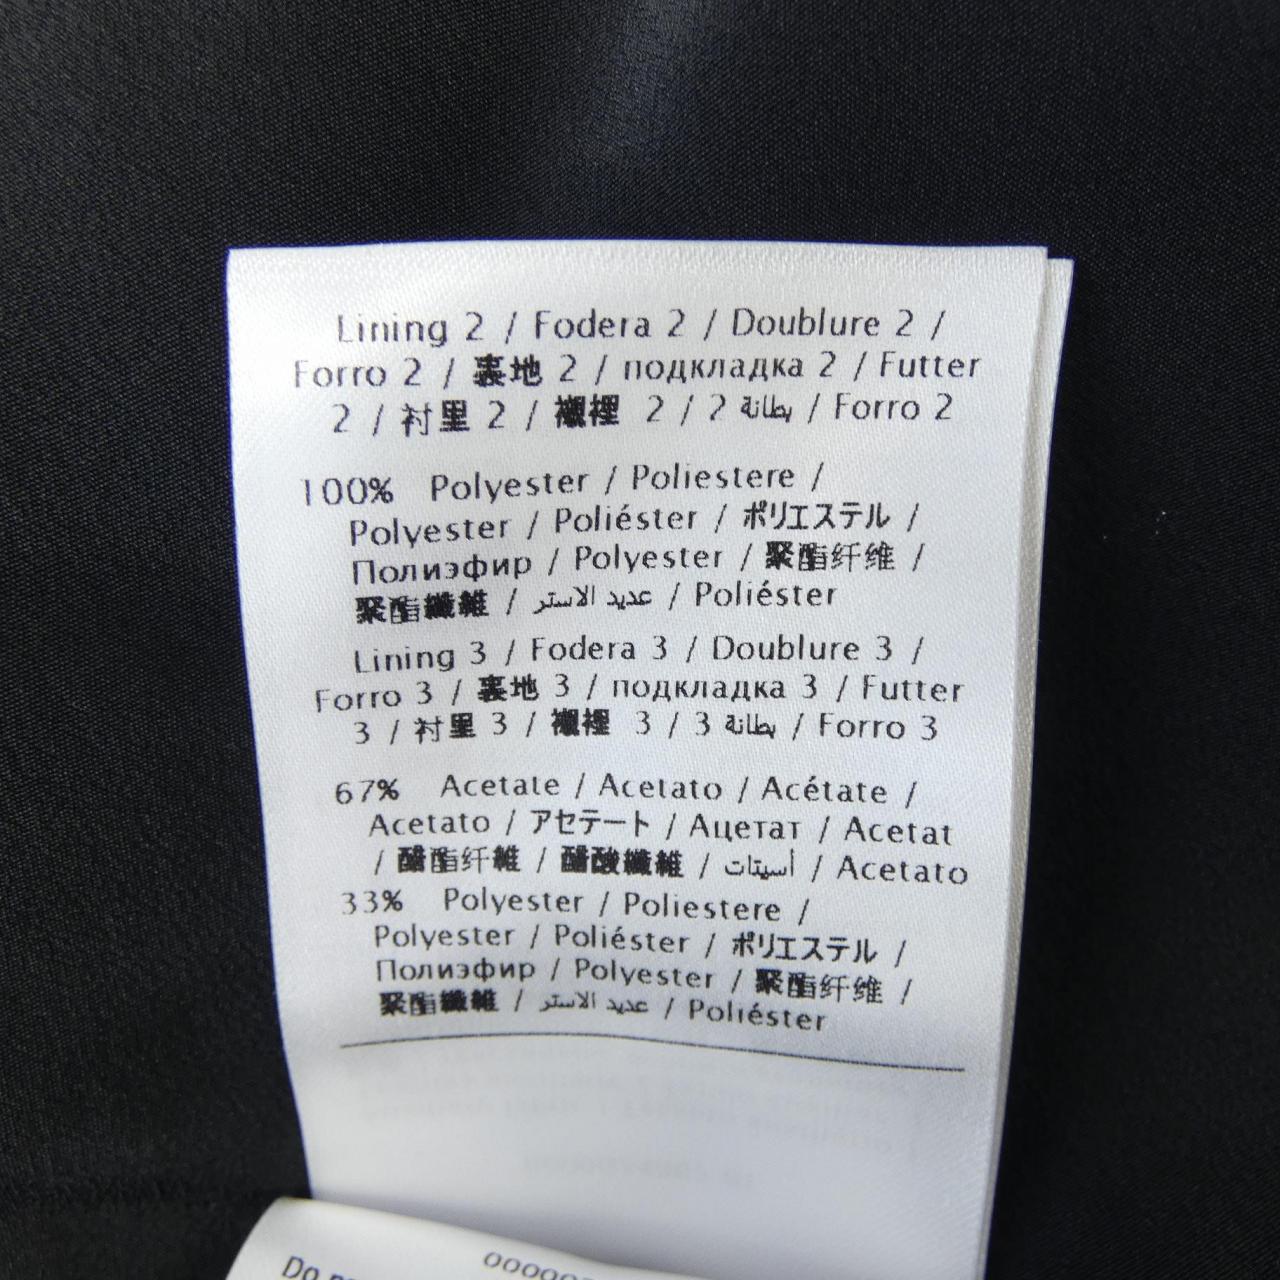 Lining 2 / Fodera 2 / Doublure 2 /
Forro 2 / 裏地 2 / подкладка 2 / Futter
2 / 衬里 2 / 襯裡 2 / 2 بطانة / Forro 2
100% Polyester / Poliestere /
Polyester / Poliéster / ポリエステル /
Полиэфир / Polyester / 聚酯纤维 /
聚酯纖維 / عديد الاستر / Poliéster
Lining 3 / Fodera 3 / Doublure 3 /
Forro 3 / 裏地 3 / подкладка 3 / Futter
3 / 衬里 3 / 襯裡 3 / 3 بطانة / Forro 3
67% Acetate / Acetato / Acétate /
Acetato / アセテート / Ацетат / Acetat
/ 醋酯纤維 / 醋酸纖維 / أسيتات / Acetato
33% Polyester / Poliestere /
Polyester / Poliéster / ポリエステル /
Полиэфир / Polyester / 聚酯纤维 /
聚酯纖維 / عديد الاستر / Poliéster
Do